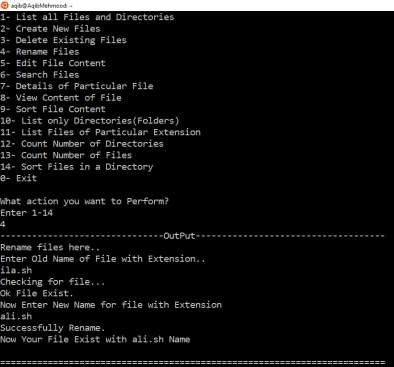 aqib@AqibMehmood: ~
1- List all Files and Directories
2- Create New Files
3- Delete Existing Files
4- Rename Files
5- Edit File Content
6- Search Files
7- Details of Particular File
8- View Content of File
9- Sort File Content
10- List only Directories(Folders)
11- List Files of Particular Extension
12- Count Number of Directories
13- Count Number of Files
14- Sort Files in a Directory
0- Exit
What action you want to Perform?
Enter 1-14
4
-----------------------------OutPut-----------------------------------
Rename files here..
Enter Old Name of File with Extension..
ila.sh
Checking for file...
Ok File Exist.
Now Enter New Name for file with Extension
ali.sh
Successfully Rename.
Now Your File Exist with ali.sh Name
======================================================================